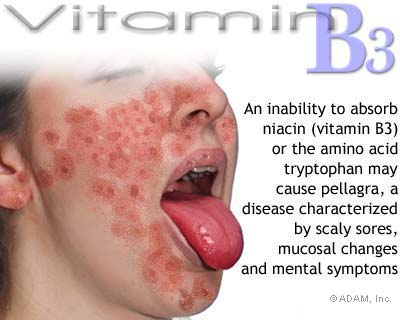 Vitamin B3
An inability to absorb
niacin (vitamin B3)
or the amino acid
tryptophan may
cause pellagra, a
disease characterized
by scaly sores,
mucosal changes
and mental symptoms
© ADAM, Inc.